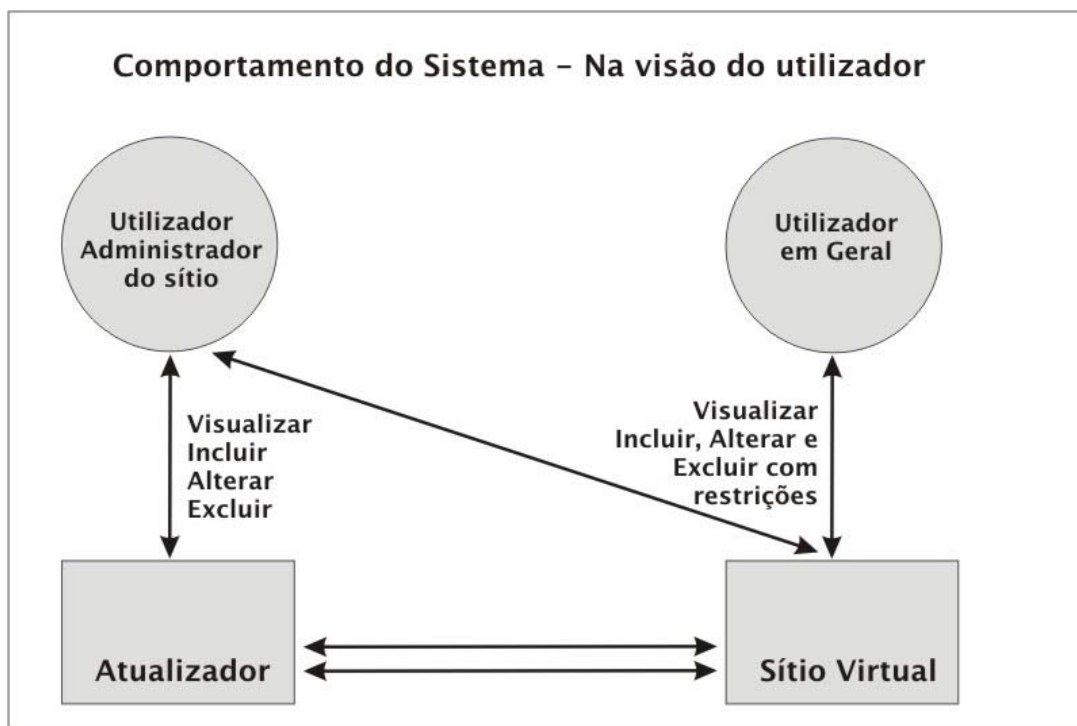 Comportamento do Sistema – Na visão do utilizador
Utilizador
Administrador
do sítio
Utilizador
em Geral
Visualizar
Incluir
Alterar
Excluir
Visualizar
Incluir, Alterar e
Excluir com
restrições
Atualizador
Sítio Virtual